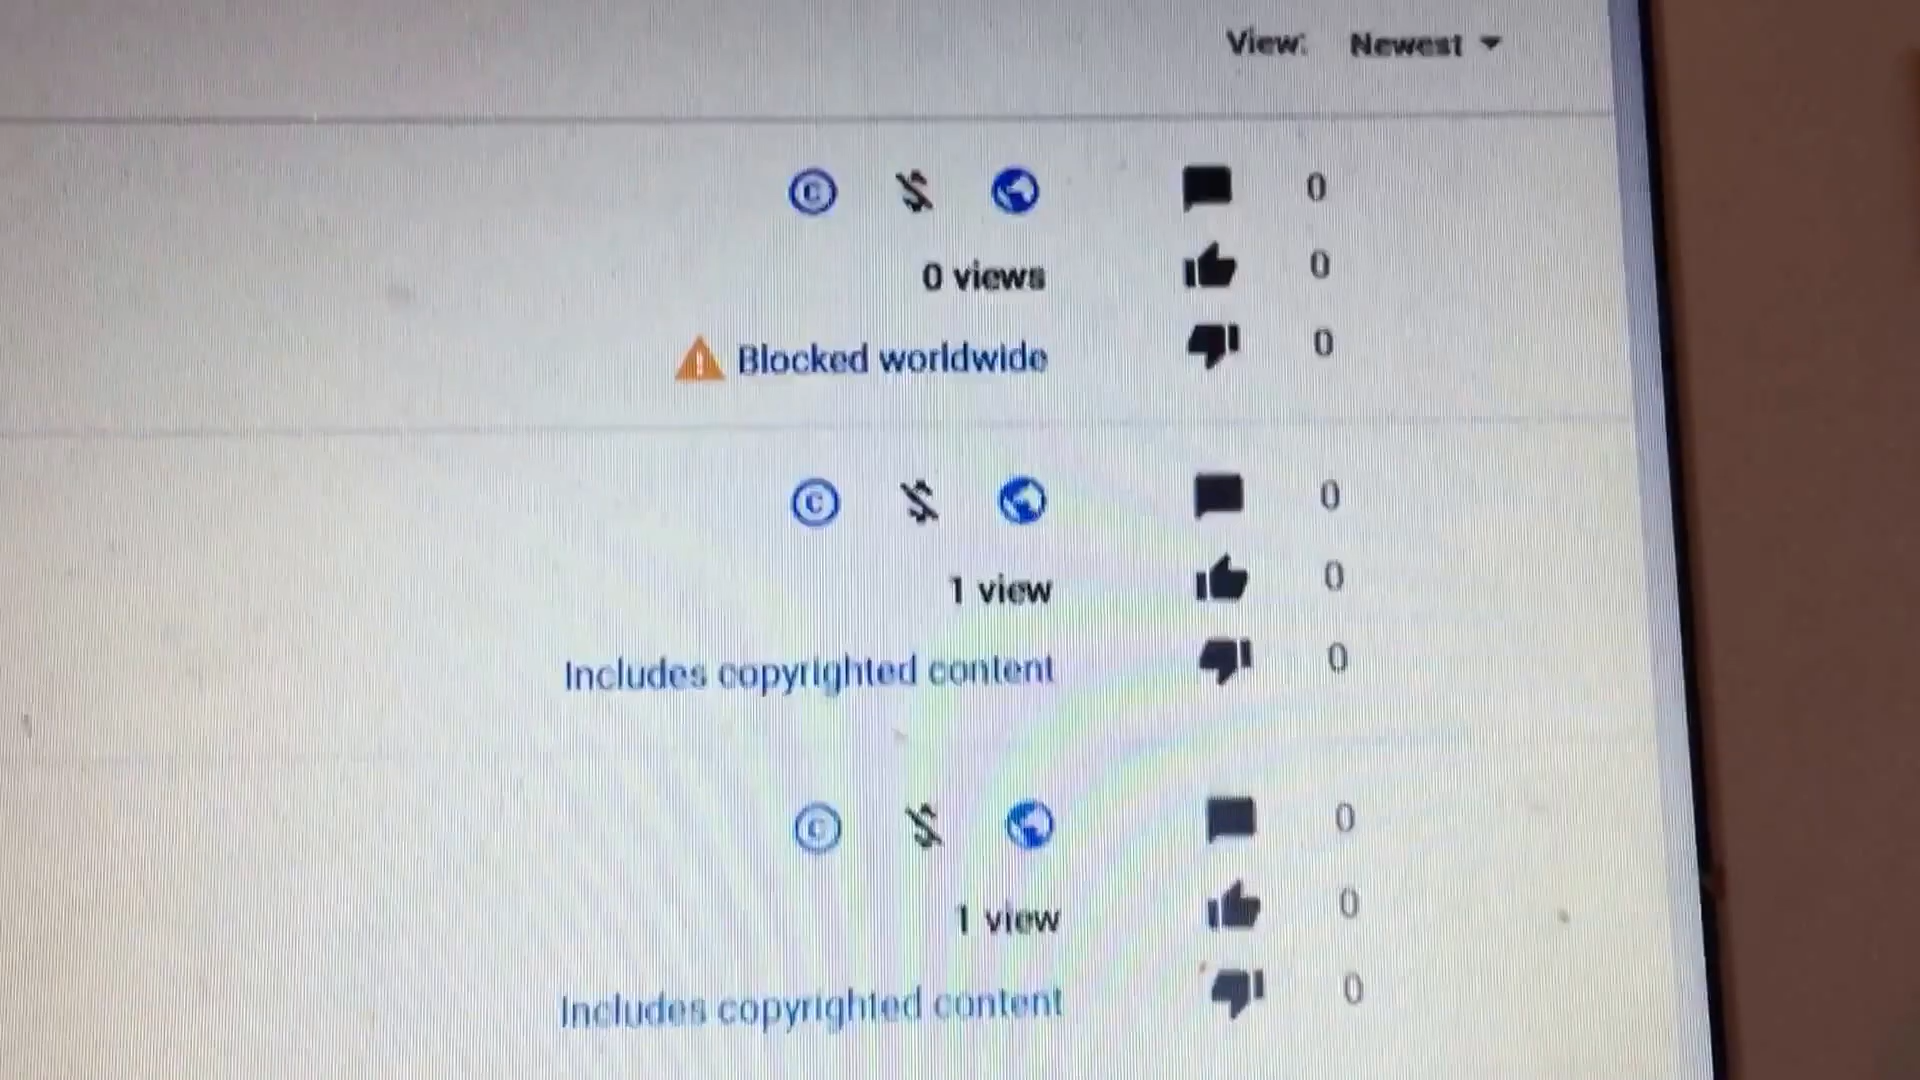 View: Newest
© $ 0
0 views 0
Blocked worldwide 0
© $ 0
1 view 0
Includes copyrighted content 0
© $ 0
1 view 0
Includes copyrighted content 0